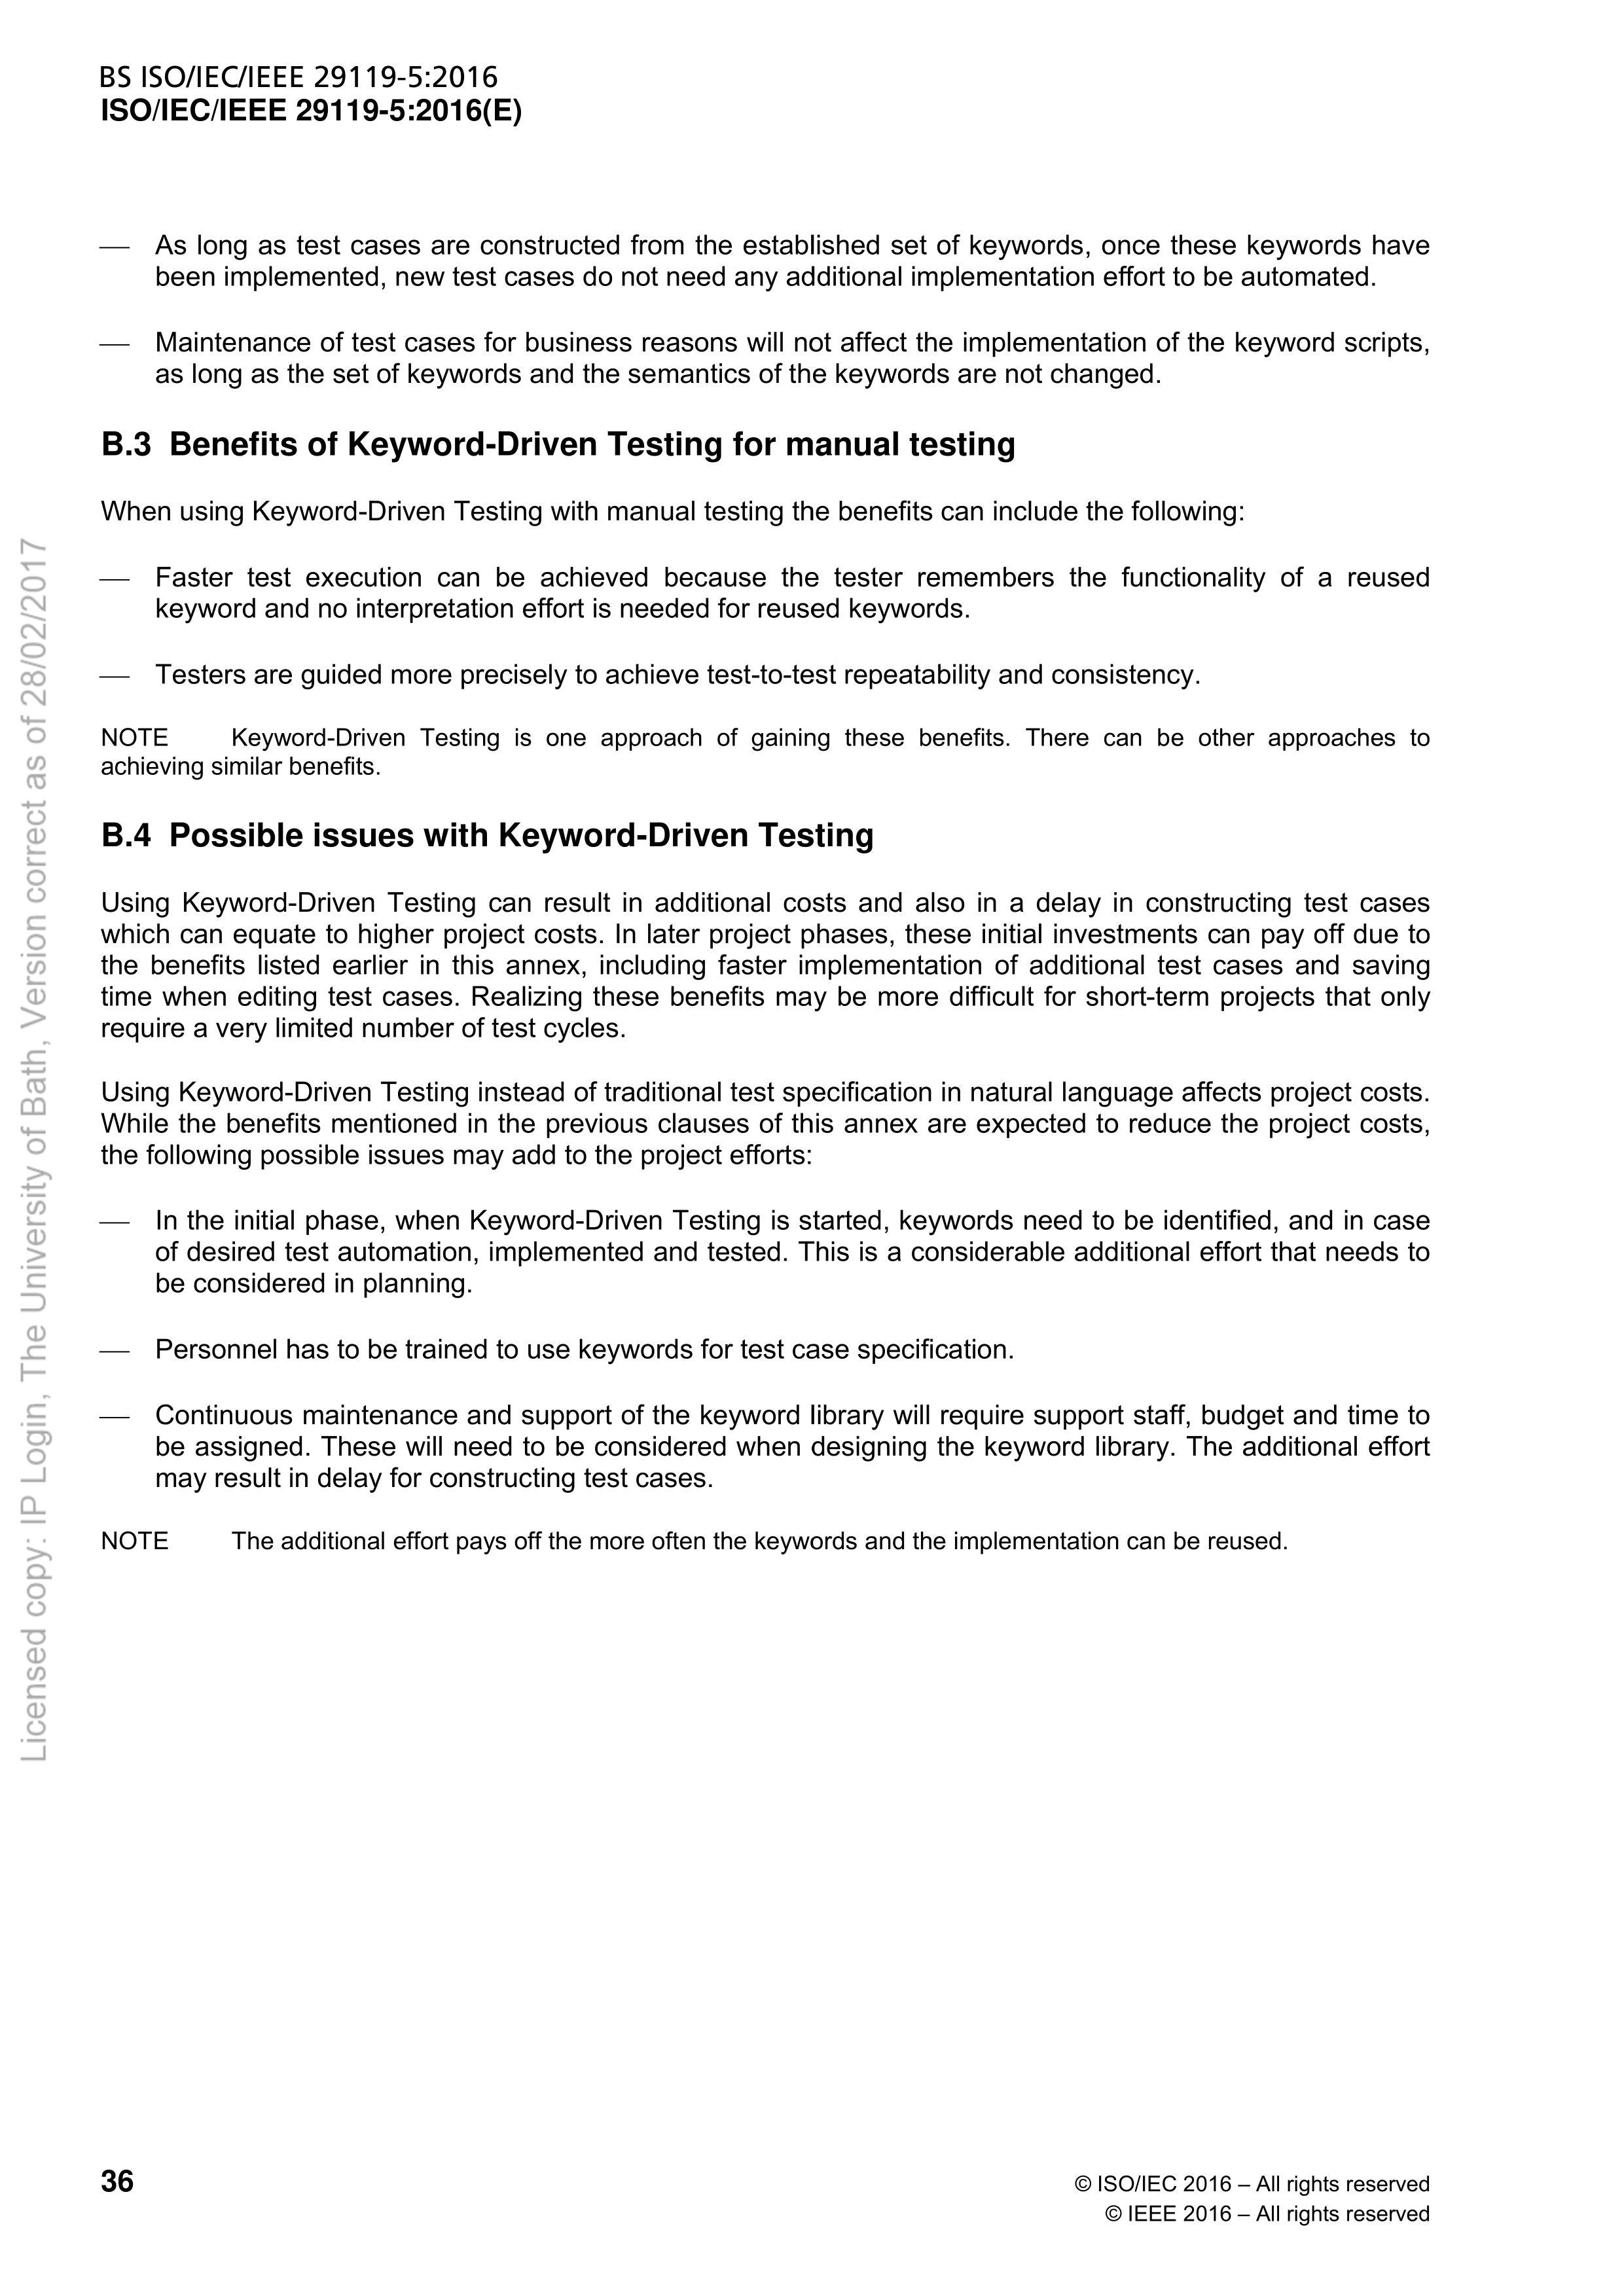 BS ISO/IEC/IEEE 29119-5:2016
ISO/IEC/IEEE 29119-5:2016(E)
— As long as test cases are constructed from the established set of keywords, once these keywords have
been implemented, new test cases do not need any additional implementation effort to be automated.
— Maintenance of test cases for business reasons will not affect the implementation of the keyword scripts,
as long as the set of keywords and the semantics of the keywords are not changed.
B.3 Benefits of Keyword-Driven Testing for manual testing
When using Keyword-Driven Testing with manual testing the benefits can include the following:
— Faster test execution can be achieved because the tester remembers the functionality of a reused
keyword and no interpretation effort is needed for reused keywords.
— Testers are guided more precisely to achieve test-to-test repeatability and consistency.
NOTE Keyword-Driven Testing is one approach of gaining these benefits. There can be other approaches to
achieving similar benefits.
B.4 Possible issues with Keyword-Driven Testing
Using Keyword-Driven Testing can result in additional costs and also in a delay in constructing test cases
which can equate to higher project costs. In later project phases, these initial investments can pay off due to
the benefits listed earlier in this annex, including faster implementation of additional test cases and saving
time when editing test cases. Realizing these benefits may be more difficult for short-term projects that only
require a very limited number of test cycles.
Using Keyword-Driven Testing instead of traditional test specification in natural language affects project costs.
While the benefits mentioned in the previous clauses of this annex are expected to reduce the project costs,
the following possible issues may add to the project efforts:
— In the initial phase, when Keyword-Driven Testing is started, keywords need to be identified, and in case
of desired test automation, implemented and tested. This is a considerable additional effort that needs to
be considered in planning.
— Personnel has to be trained to use keywords for test case specification.
— Continuous maintenance and support of the keyword library will require support staff, budget and time to
be assigned. These will need to be considered when designing the keyword library. The additional effort
may result in delay for constructing test cases.
NOTE The additional effort pays off the more often the keywords and the implementation can be reused.
36
© ISO/IEC 2016 – All rights reserved
© IEEE 2016 – All rights reserved
Licensed copy: IP Login, The University of Bath, Version correct as of 28/02/2017